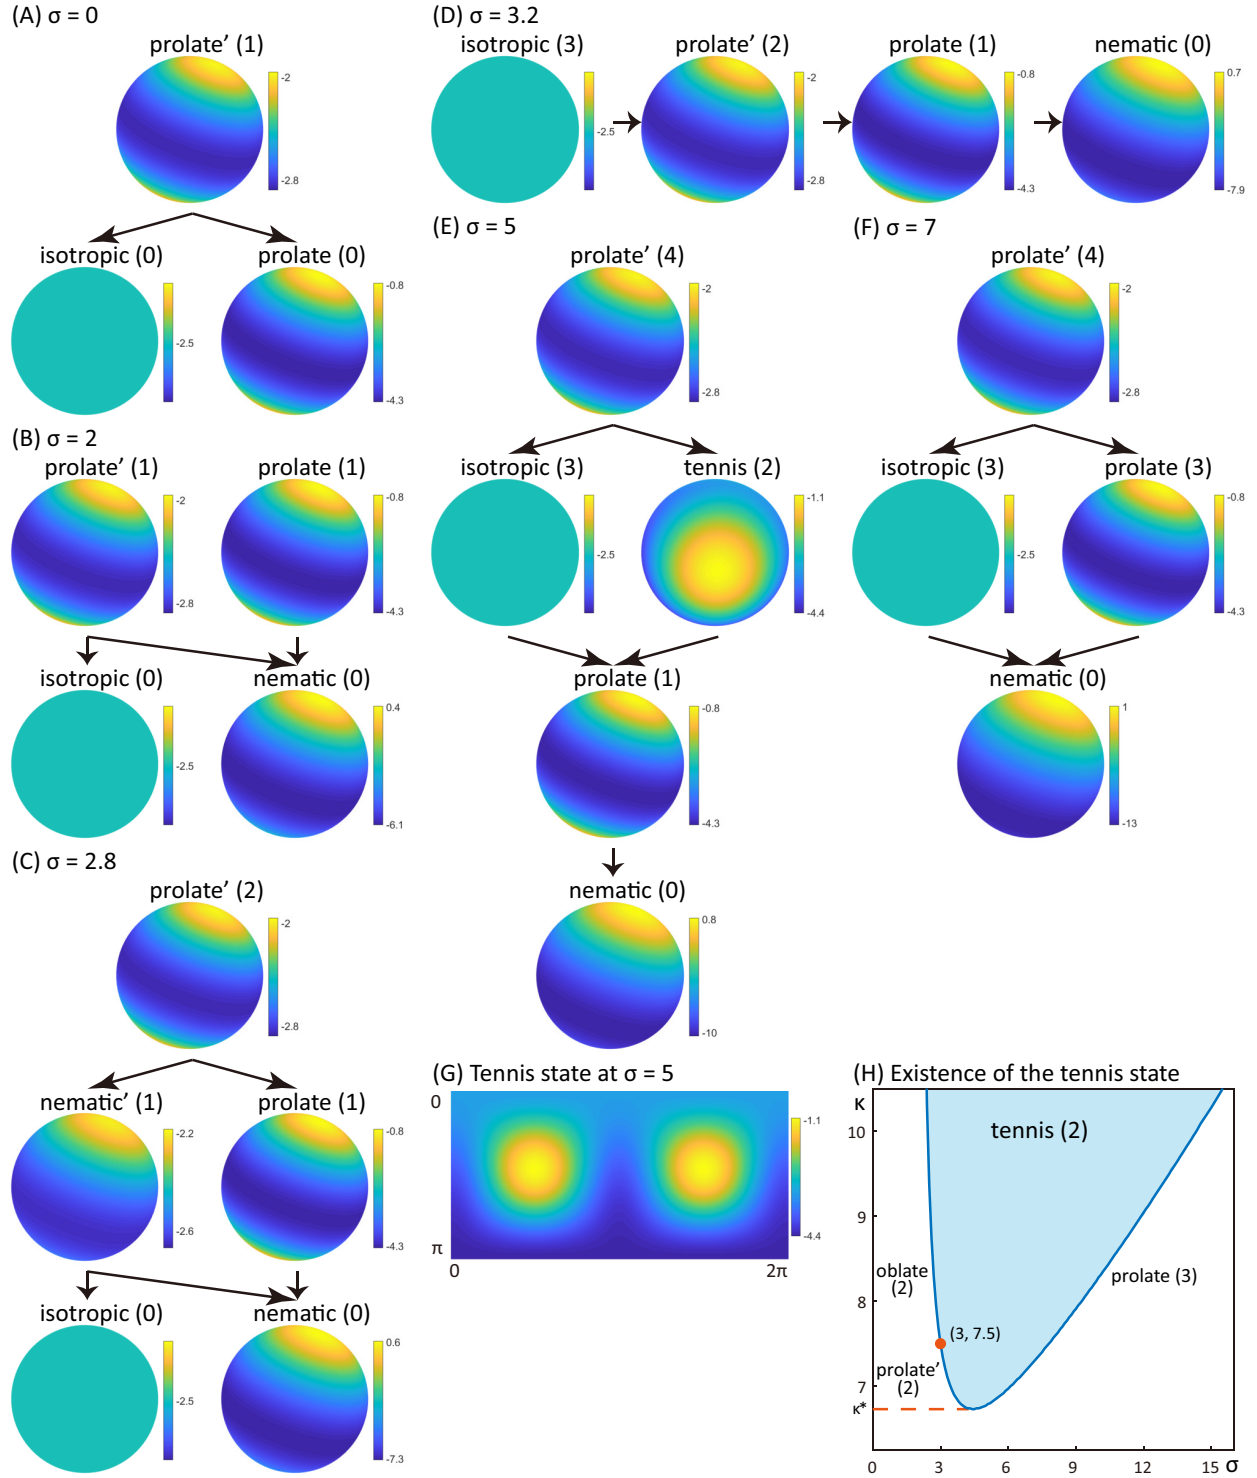 (A) σ = 0
prolate’ (1)
-2
-2.8
isotropic (0)
-2.5
prolate (0)
-0.8
-4.3
(B) σ = 2
prolate’ (1)
-2
-2.8
prolate (1)
-0.8
-4.3
isotropic (0)
-2.5
nematic (0)
0.4
-6.1
(C) σ = 2.8
prolate’ (2)
-2
-2.8
nematic’ (1)
-2.2
-2.6
prolate (1)
-0.8
-4.3
isotropic (0)
-2.5
nematic (0)
0.6
-7.3
(D) σ = 3.2
isotropic (3)
-2.5
prolate’ (2)
-2
-2.8
prolate (1)
-0.8
-4.3
nematic (0)
0.7
-7.9
(E) σ = 5
prolate’ (4)
-2
-2.8
isotropic (3)
-2.5
tennis (2)
-1.1
-4.4
prolate (1)
-0.8
-4.3
nematic (0)
0.8
-10
(F) σ = 7
prolate’ (4)
-2
-2.8
isotropic (3)
-2.5
prolate (3)
-0.8
-4.3
nematic (0)
1
-13
(G) Tennis state at σ = 5
0
π
0
2π
-1.1
-4.4
(H) Existence of the tennis state
κ
10
9
8
7
κ*
tennis (2)
oblate
(2)
prolate (3)
(3, 7.5)
prolate’
(2)
0
3
6
9
12
15
σ